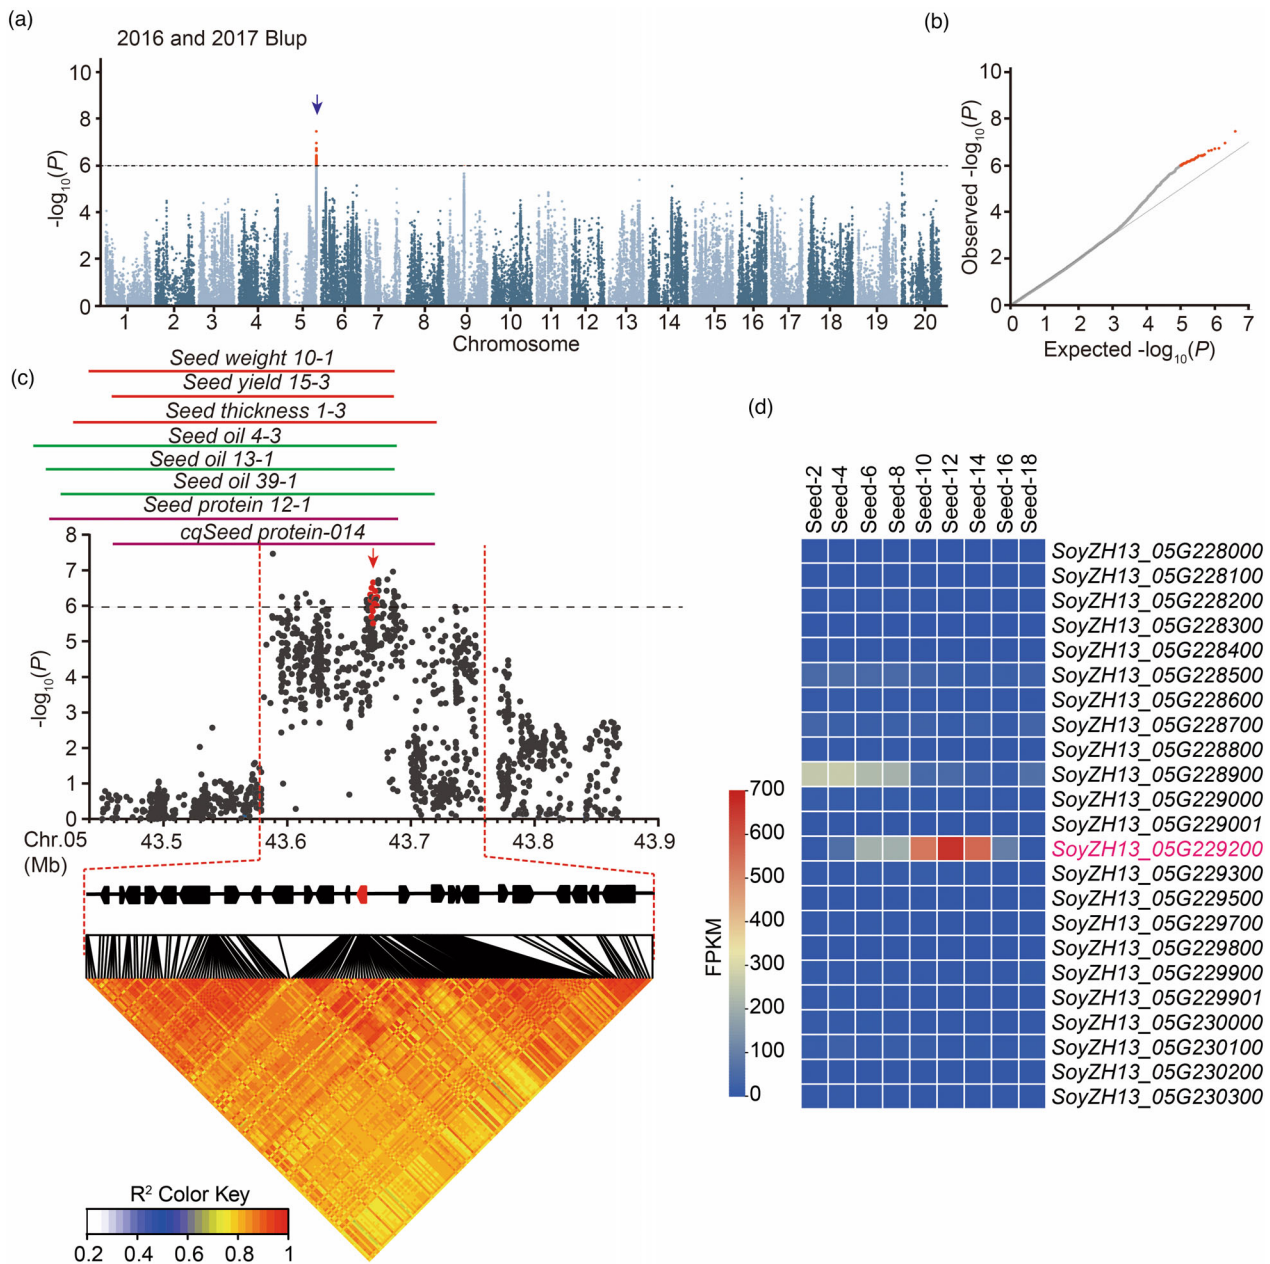 (a)
2016 and 2017 Blup
10
8
6
4
2
0
-log10(P)
1 2 3 4 5 6 7 8 9 10 11 12 13 14 15 16 17 18 19 20
Chromosome
(b)
10
8
6
4
2
0
Observed -log10(P)
0 1 2 3 4 5 6 7
Expected -log10(P)
(c)
Seed weight 10-1
Seed yield 15-3
Seed thickness 1-3
Seed oil 4-3
Seed oil 13-1
Seed oil 39-1
Seed protein 12-1
cqSeed protein-014
8
7
6
5
4
3
2
1
0
-log10(P)
Chr.05 43.5 43.6 43.7 43.8 43.9
(Mb)
R2 Color Key
0.2 0.4 0.6 0.8 1
(d)
Seed-2 Seed-4 Seed-6 Seed-8 Seed-10 Seed-12 Seed-14 Seed-16 Seed-18
SoyZH13_05G228000
SoyZH13_05G228100
SoyZH13_05G228200
SoyZH13_05G228300
SoyZH13_05G228400
SoyZH13_05G228500
SoyZH13_05G228600
SoyZH13_05G228700
SoyZH13_05G228800
SoyZH13_05G228900
SoyZH13_05G229000
SoyZH13_05G229001
SoyZH13_05G229200
SoyZH13_05G229300
SoyZH13_05G229500
SoyZH13_05G229700
SoyZH13_05G229800
SoyZH13_05G229900
SoyZH13_05G229901
SoyZH13_05G230000
SoyZH13_05G230100
SoyZH13_05G230200
SoyZH13_05G230300
FPKM
700
600
500
400
300
200
100
0